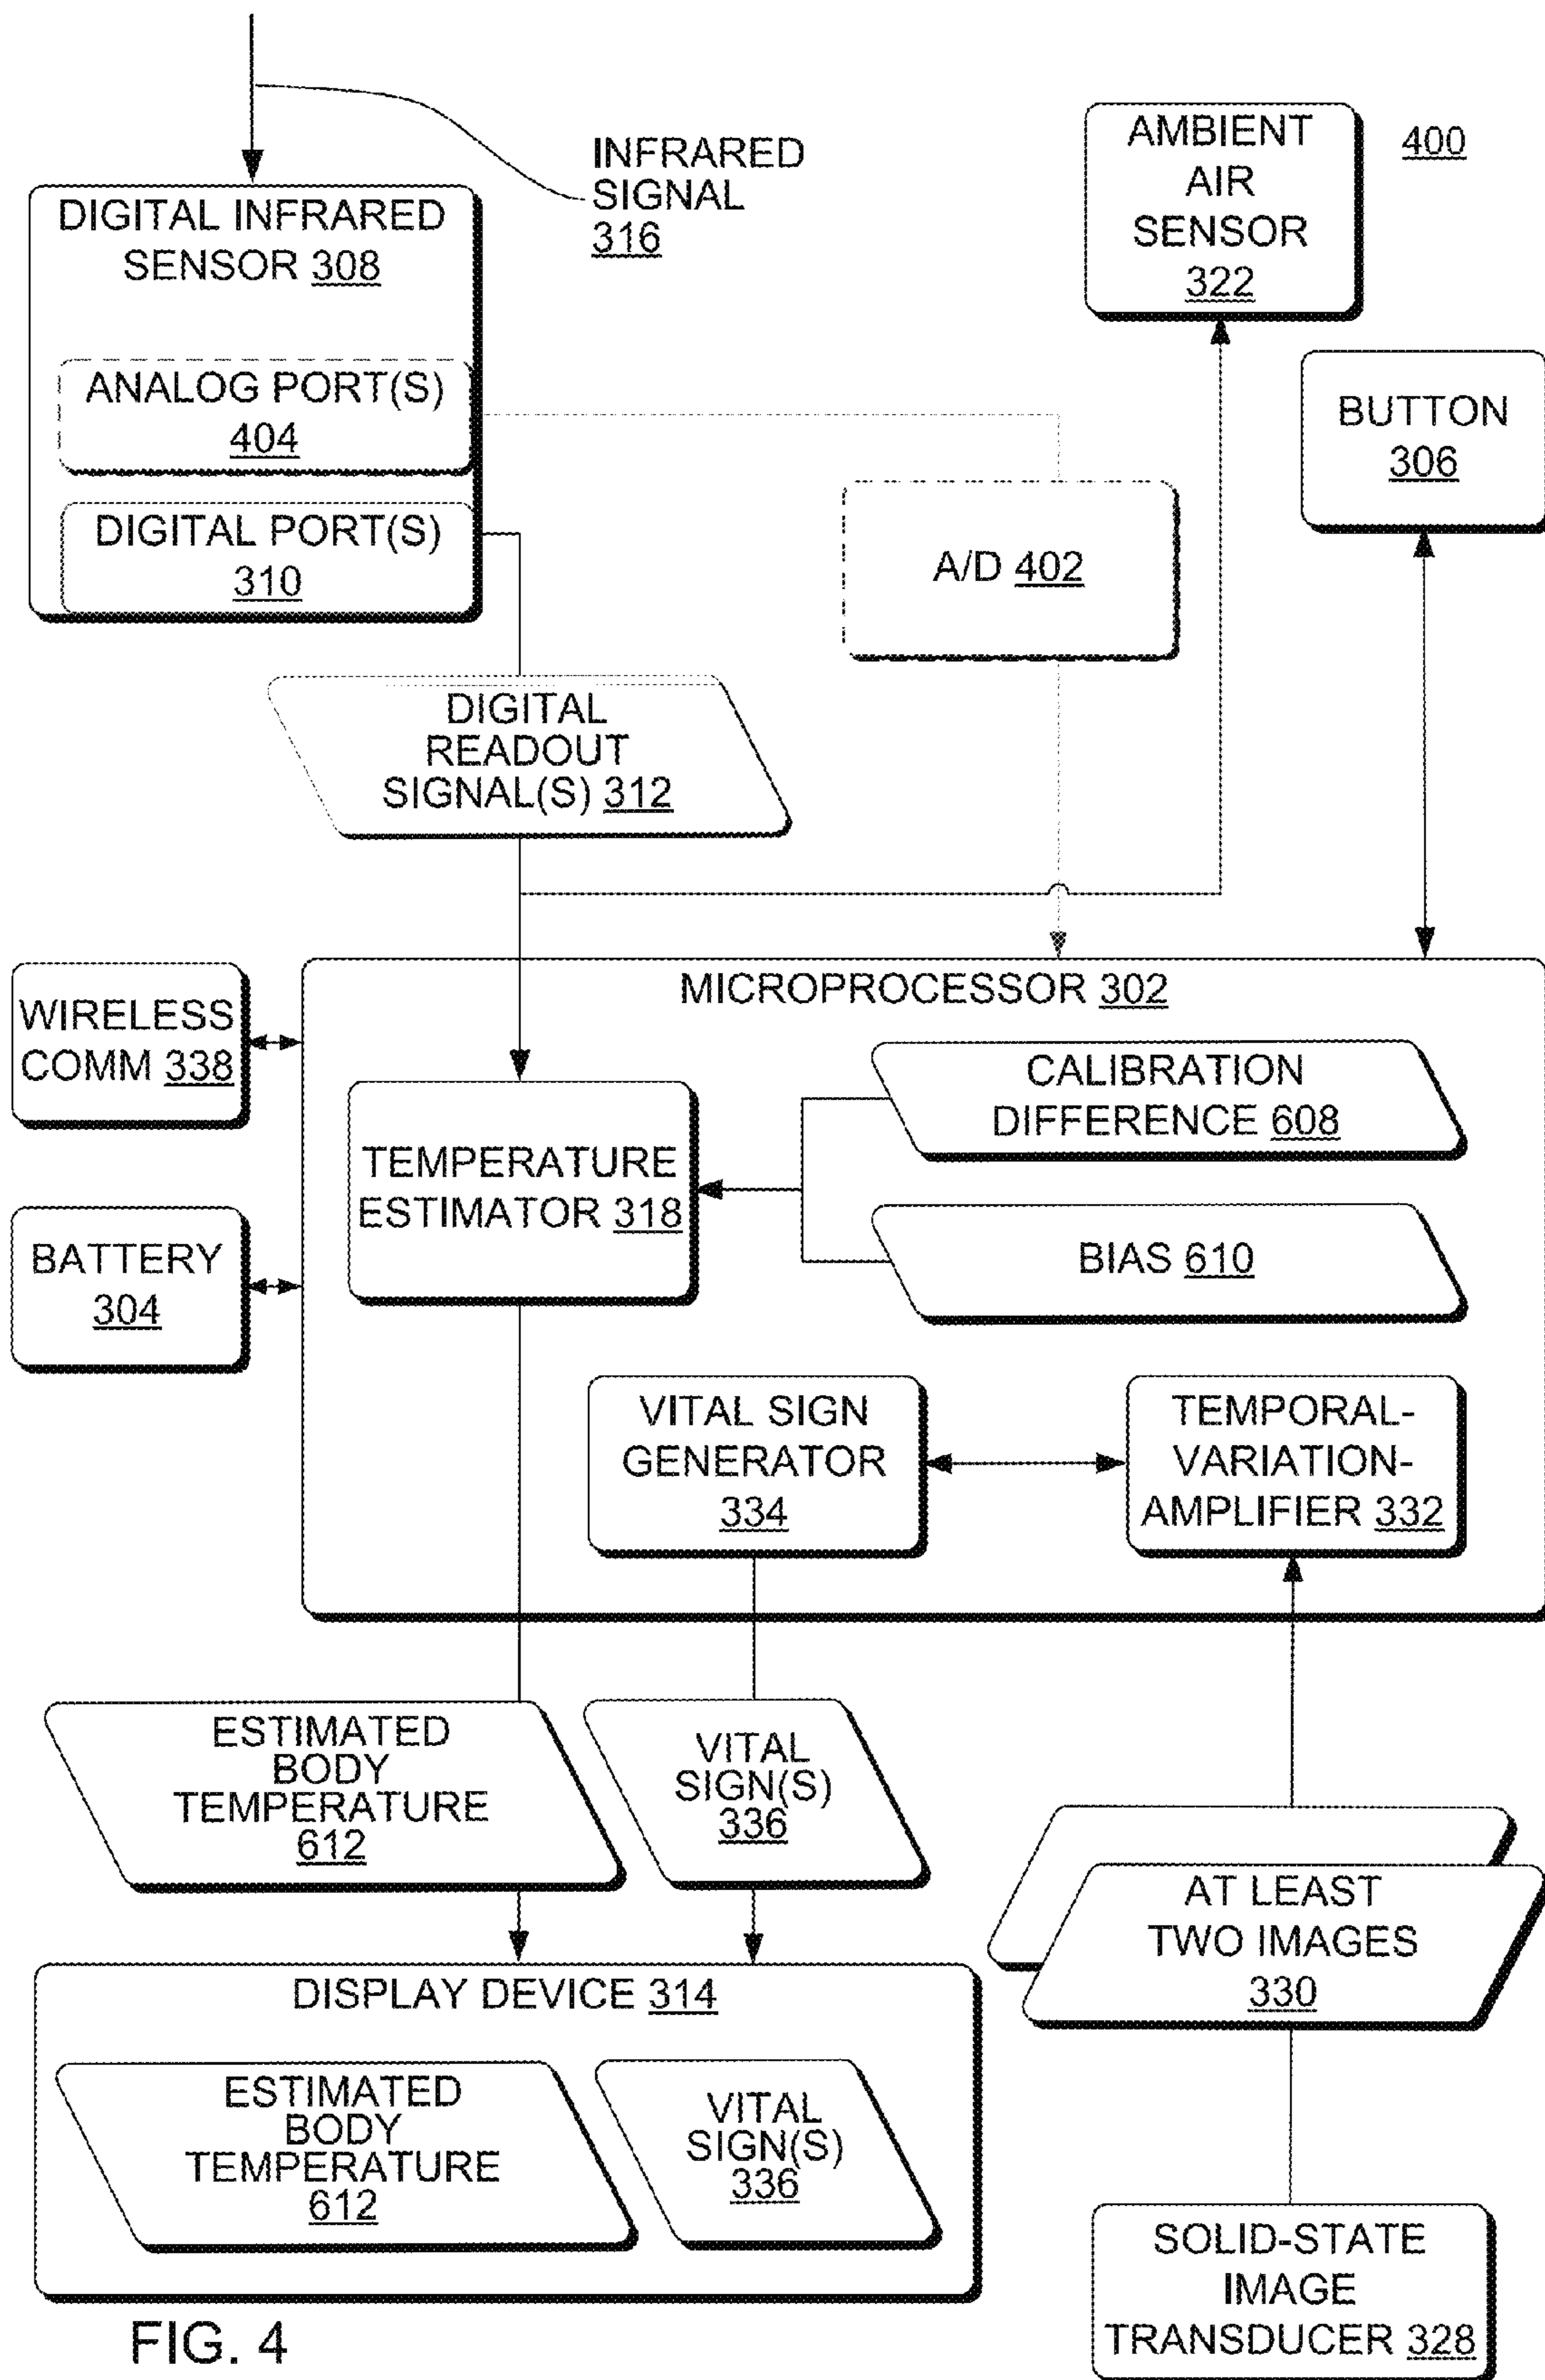 INFRARED
SIGNAL
316
AMBIENT
AIR
SENSOR
322
400
DIGITAL INFRARED
SENSOR 308
ANALOG PORT(S)
404
DIGITAL PORT(S)
310
BUTTON
306
A/D 402
DIGITAL
READOUT
SIGNAL(S) 312
MICROPROCESSOR 302
WIRELESS
COMM 338
CALIBRATION
DIFFERENCE 608
TEMPERATURE
ESTIMATOR 318
BATTERY
304
BIAS 610
VITAL SIGN
GENERATOR
334
TEMPORAL-
VARIATION-
AMPLIFIER 332
ESTIMATED
BODY
TEMPERATURE
612
VITAL
SIGN(S)
336
AT LEAST
TWO IMAGES
330
DISPLAY DEVICE 314
ESTIMATED
BODY
TEMPERATURE
612
VITAL
SIGN(S)
336
SOLID-STATE
IMAGE
TRANSDUCER 328
FIG. 4